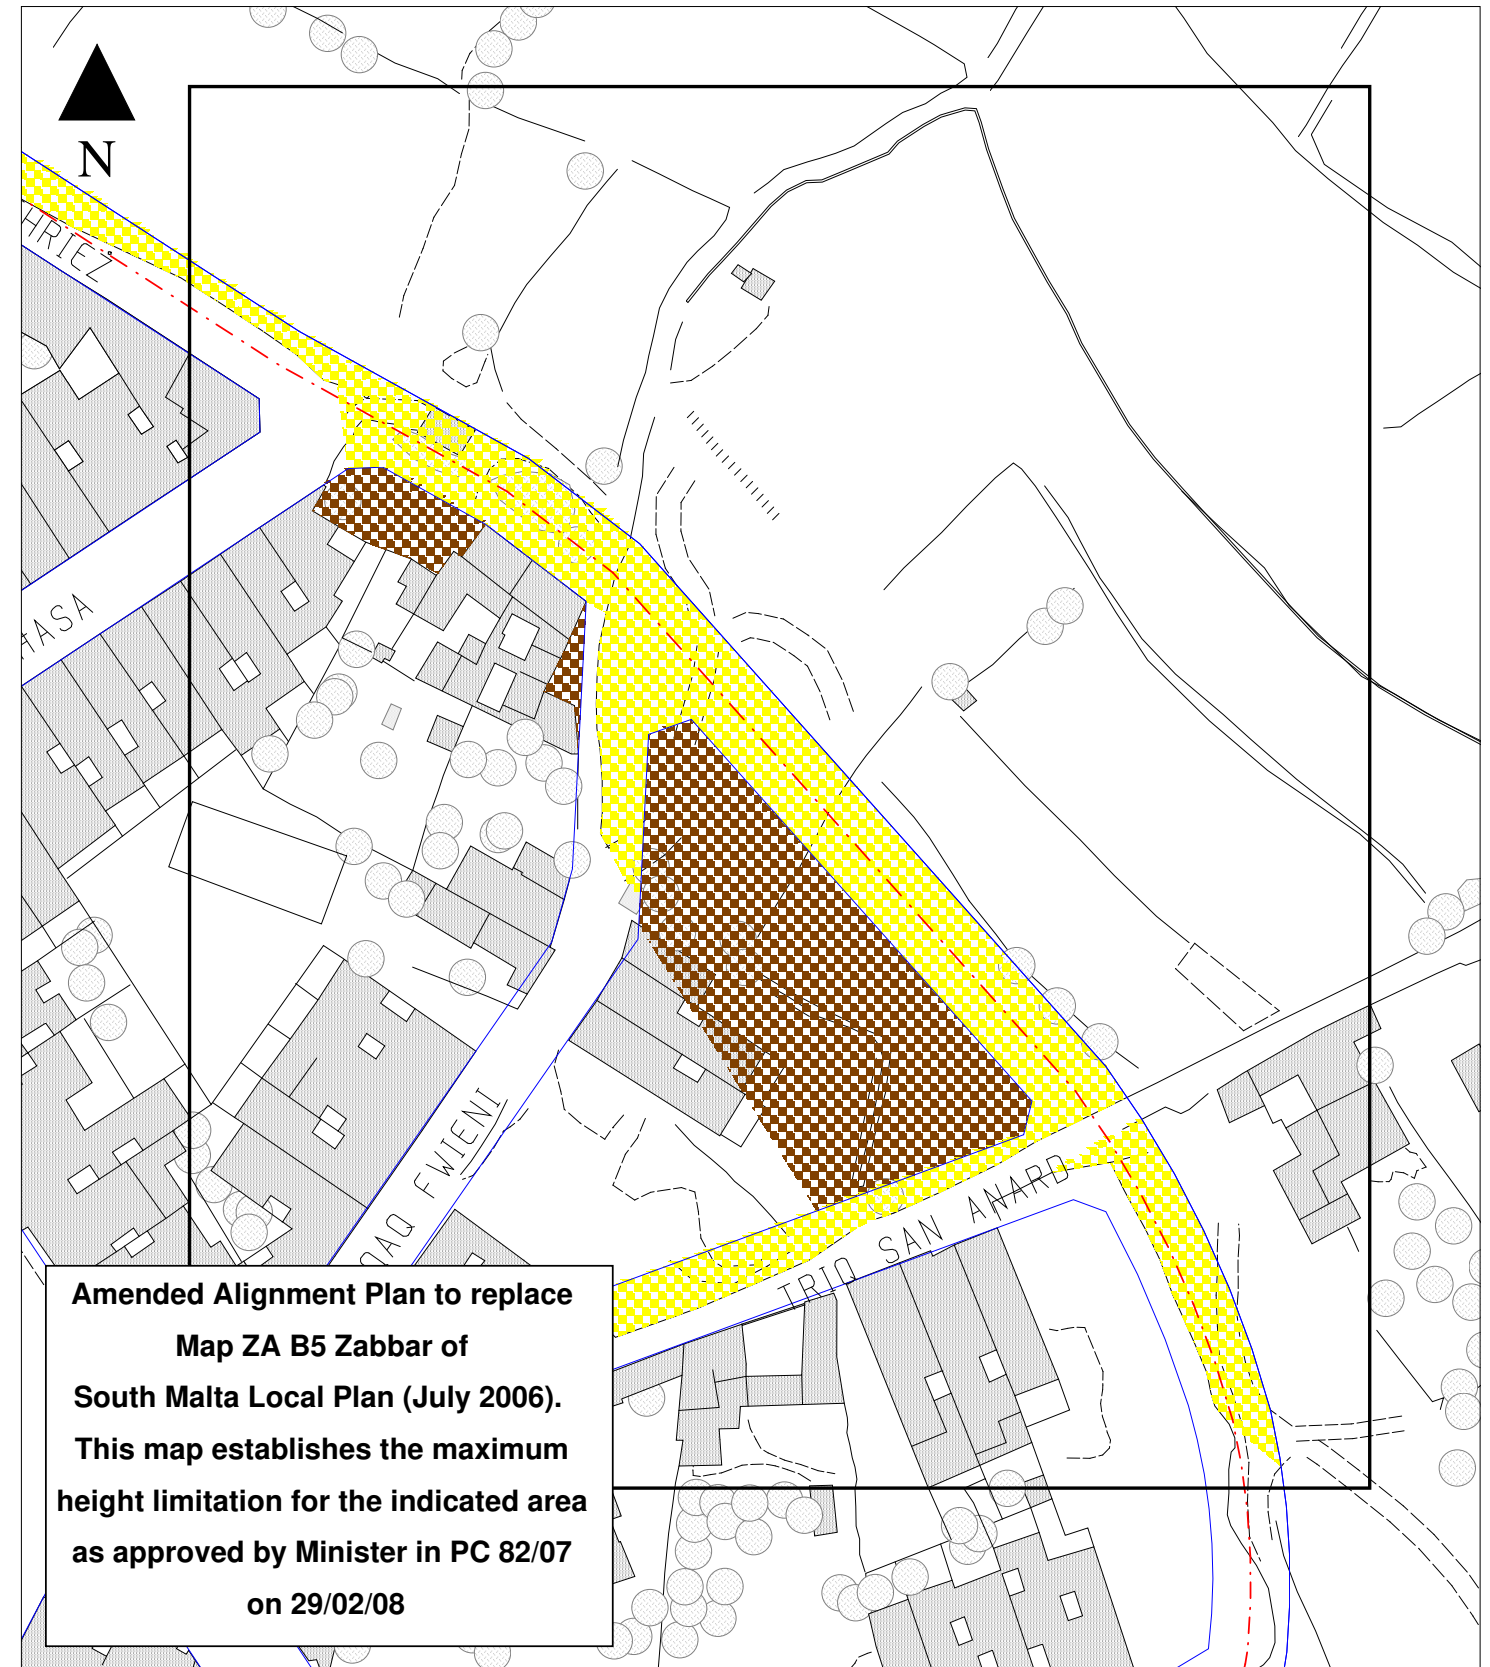 N
HRIEŻ
HASA
DAQ FWIENI
TRIQ SAN ANARD
Amended Alignment Plan to replace
Map ZA B5 Zabbar of
South Malta Local Plan (July 2006).
This map establishes the maximum
height limitation for the indicated area
as approved by Minister in PC 82/07
on 29/02/08